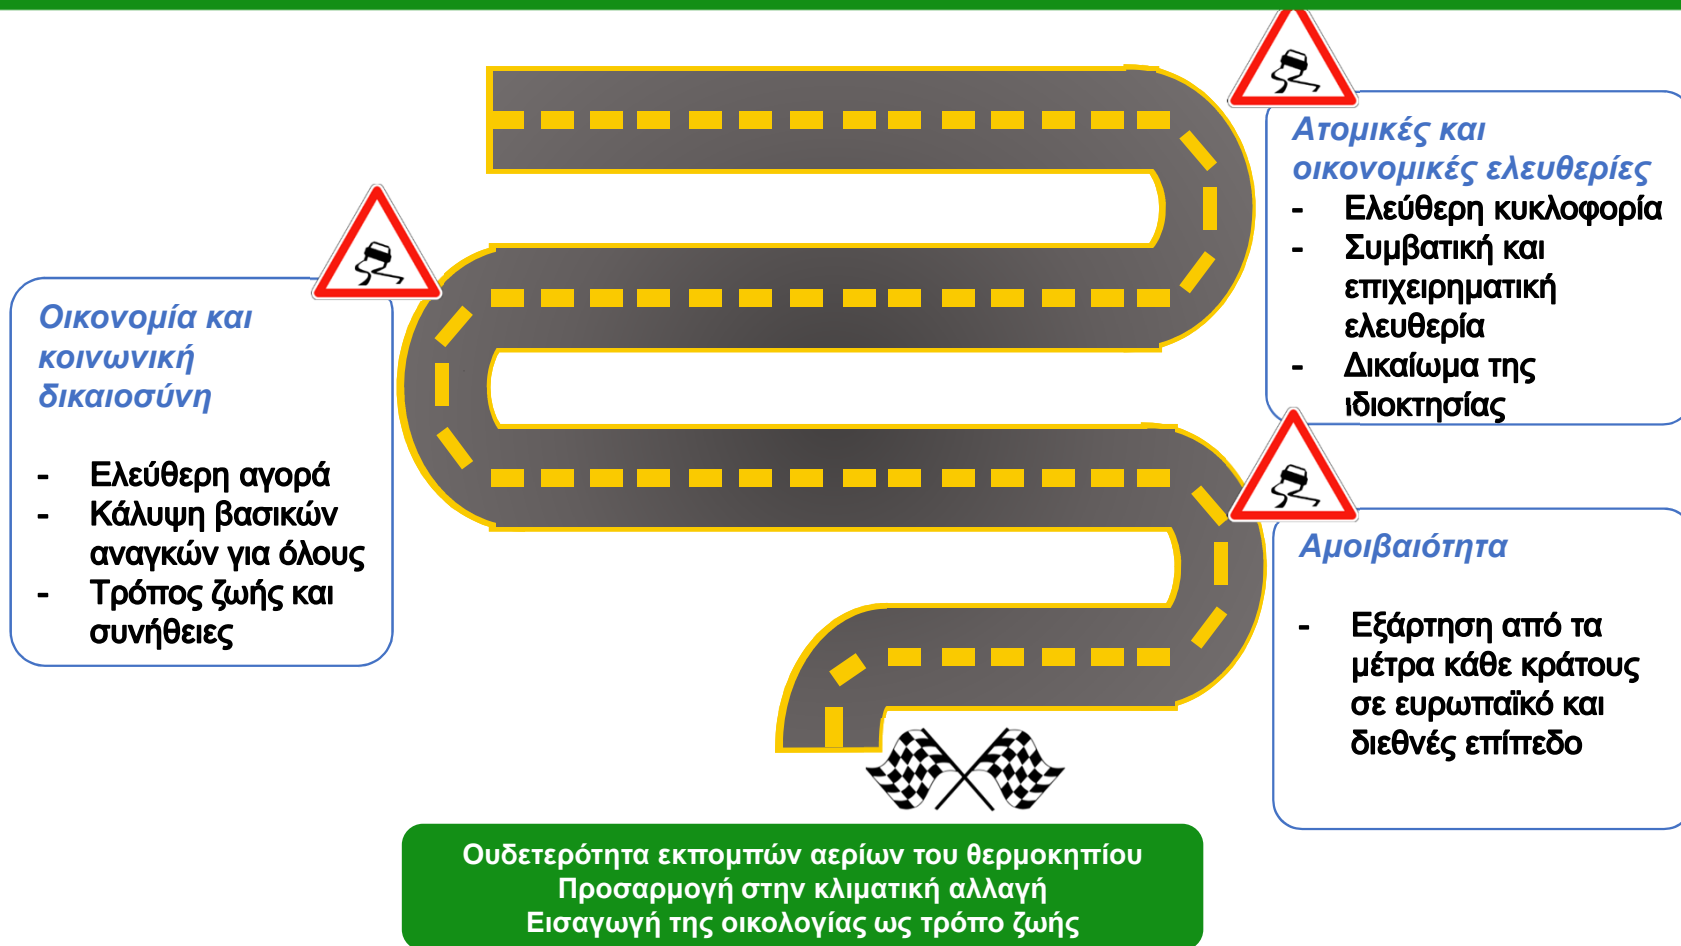 Ατομικές και
οικονομικές ελευθερίες
- Ελεύθερη κυκλοφορία
- Συμβατική και
επιχειρηματική
ελευθερία
- Δικαίωμα της
ιδιοκτησίας
Οικονομία και
κοινωνική
δικαιοσύνη
- Ελεύθερη αγορά
- Κάλυψη βασικών
αναγκών για όλους
- Τρόπος ζωής και
συνήθειες
Αμοιβαιότητα
- Εξάρτηση από τα
μέτρα κάθε κράτους
σε ευρωπαϊκό και
διεθνές επίπεδο
Ουδετερότητα εκπομπών αερίων του θερμοκηπίου
Προσαρμογή στην κλιματική αλλαγή
Εισαγωγή της οικολογίας ως τρόπο ζωής